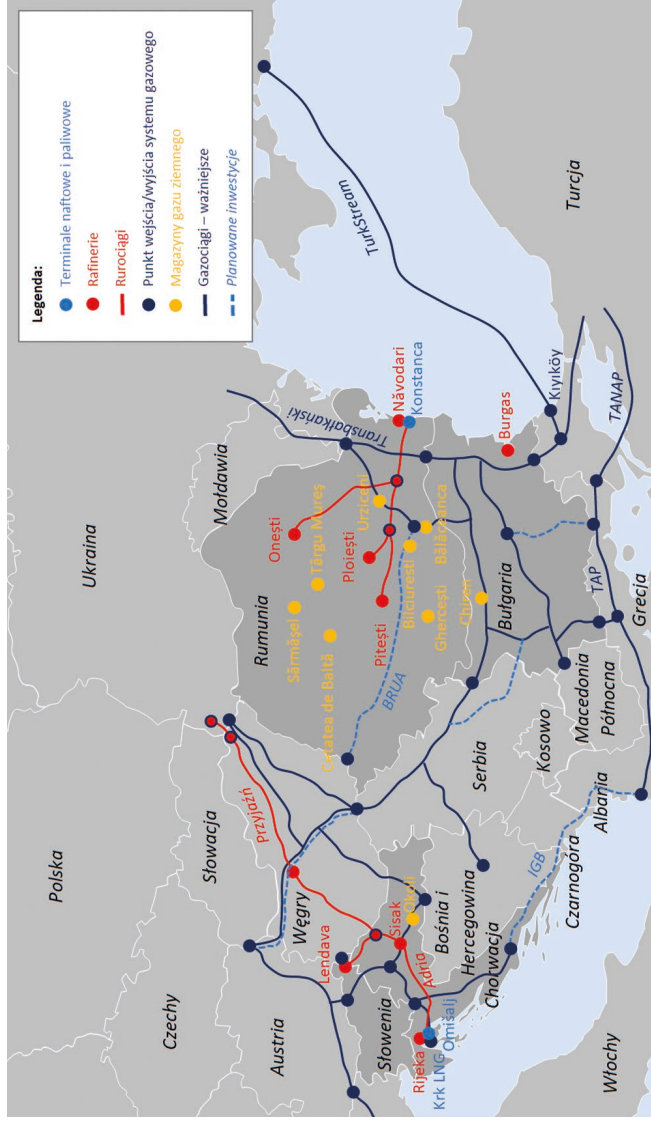 Legenda:
Terminale naftowe i paliwowe
Rafinerie
Rurociągi
Punkt wejścia/wyjścia systemu gazowego
Magazyny gazu ziemnego
Gazociągi – ważniejsze
Planowane inwestycje
Polska
Ukraina
Czechy
Słowacja
Mołdawia
Austria
Węgry
Rumunia
Słowenia
Chorwacja
Bośnia i
Hercegowina
Serbia
Kosowo
Czarnogóra
Albania
Macedonia
Północna
Bułgaria
Grecja
Turcja
Włochy
Przyjaźń
Adria
Lendava
Sisak
Okoli
Rijeka
Krk LNG
Omišalj
IGB
BRUA
Onești
Târgu Mureș
Sărmășel
Cetatea de Baltă
Ploiești
Pitești
Urziceni
Bilciuresti
Bălăceanca
Ghercești
Chiren
Transbałkański
Năvodari
Konstanca
Burgas
TurkStream
Kıyıköy
TANAP
TAP